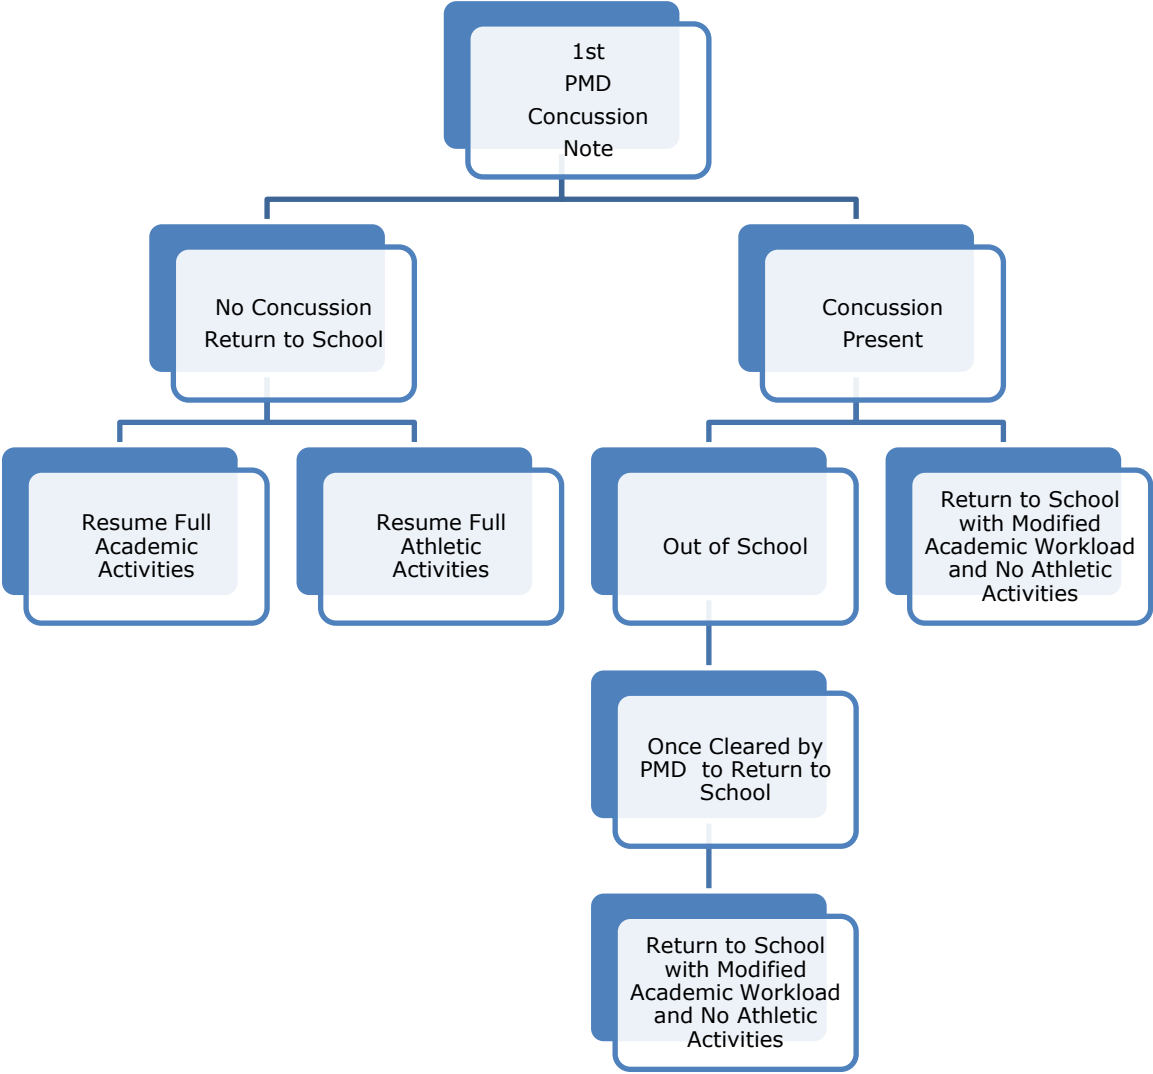 1st
PMD
Concussion
Note
No Concussion
Return to School
Concussion
Present
Resume Full
Academic
Activities
Resume Full
Athletic
Activities
Out of School
Return to School
with Modified
Academic Workload
and No Athletic
Activities
Once Cleared by
PMD  to Return to
School
Return to School
with Modified
Academic Workload
and No Athletic
Activities